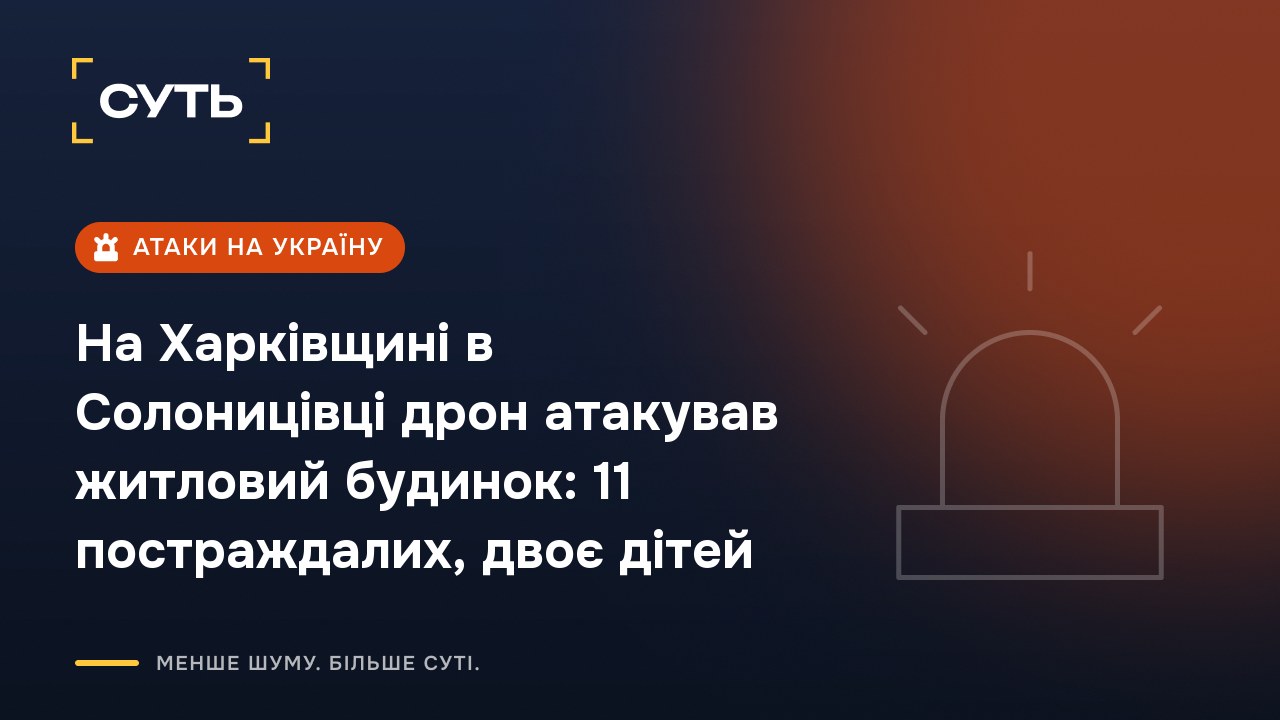 СУТЬ
АТАКИ НА УКРАЇНУ
На Харківщині в
Солоницівці дрон атакував
житловий будинок: 11
постраждалих, двоє дітей
МЕНШЕ ШУМУ. БІЛЬШЕ СУТІ.